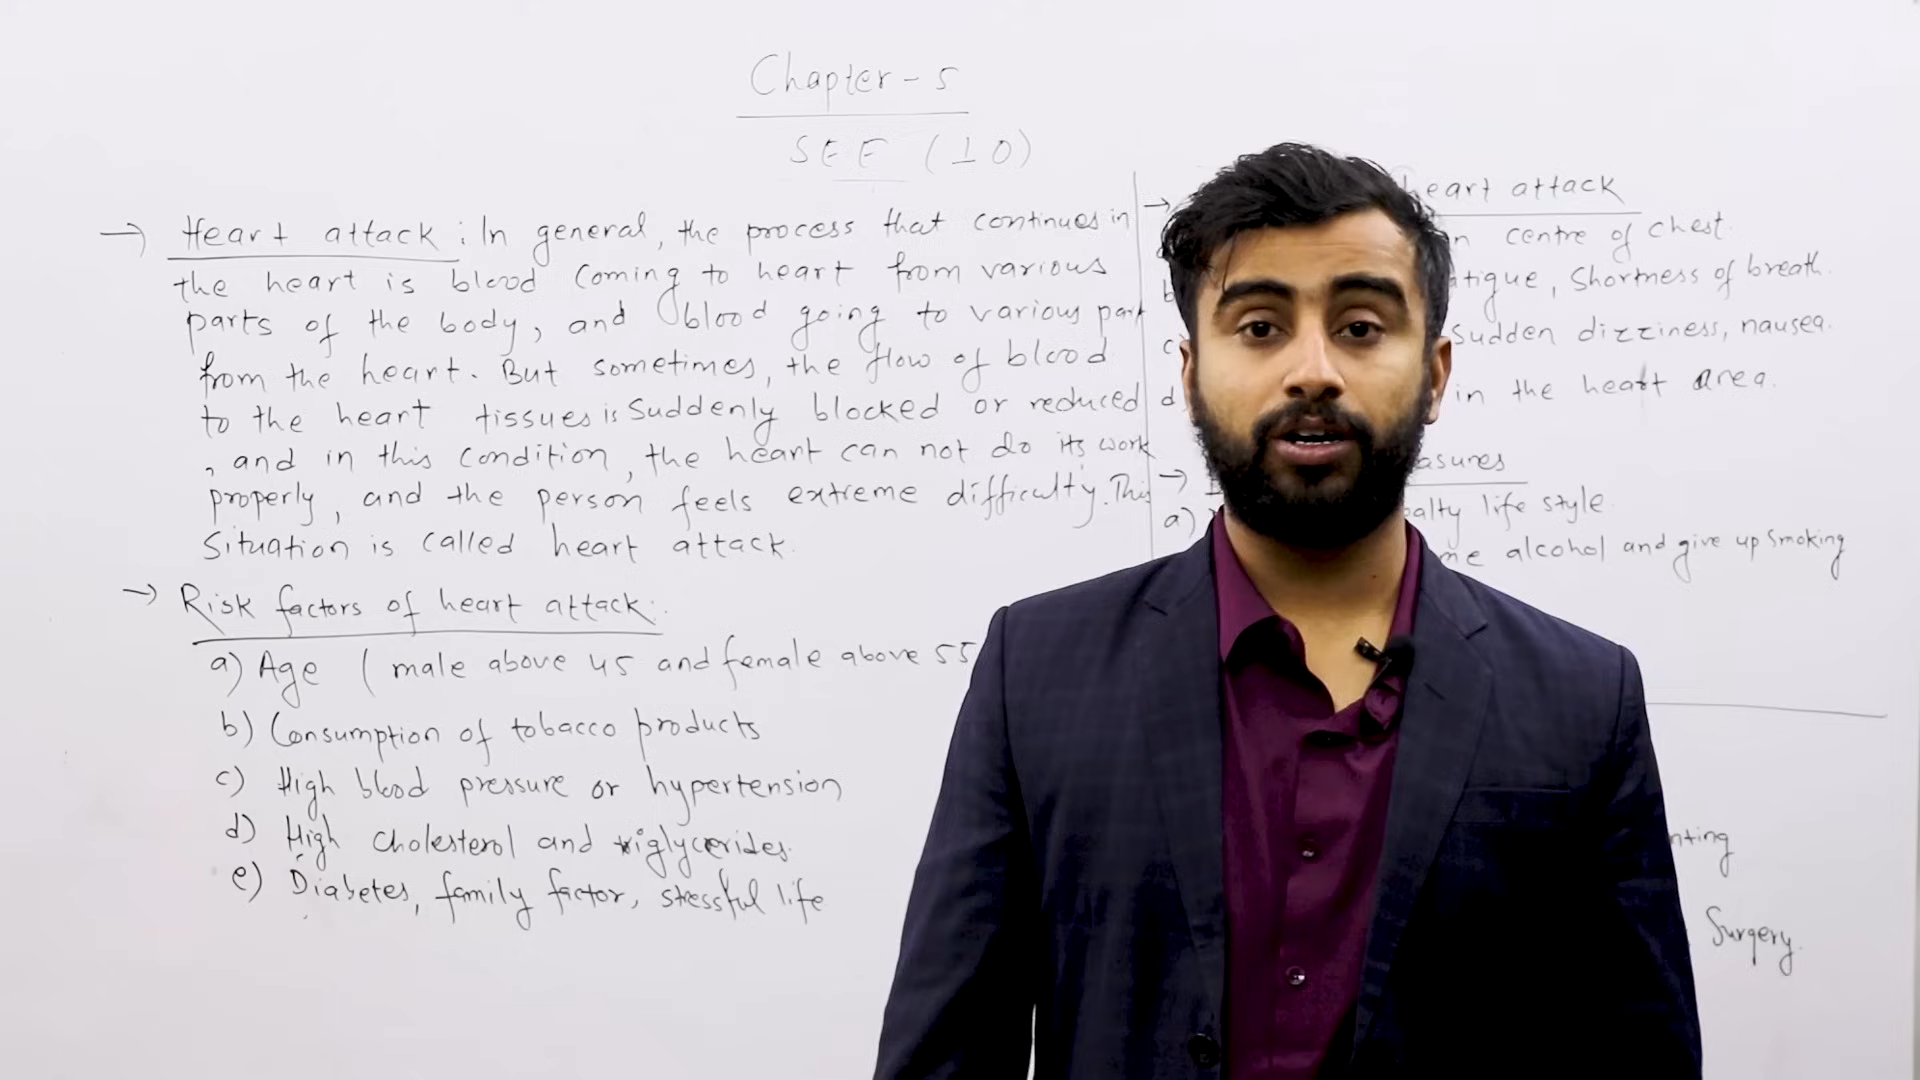 Chapter - 5
SEE (10)
→ Heart attack : In general, the process that continues in
the heart is blood coming to heart from various
parts of the body, and blood going to various part
from the heart. But sometimes, the flow of blood
to the heart tissues is suddenly blocked or reduced
, and in this condition, the heart can not do its work
properly, and the person feels extreme difficulty. This
situation is called heart attack.
→ Risk factors of heart attack:
a) Age ( male above 45 and female above 55
b) Consumption of tobacco products
c) High blood pressure or hypertension
d) High cholesterol and triglycerides.
e) Diabetes, family factor, stressful life
→ heart attack
centre of chest.
b shortness of breath.
c) sudden dizziness, nausea.
d) in the heart area.
→
a) life style
alcohol and give up smoking
Surgery.